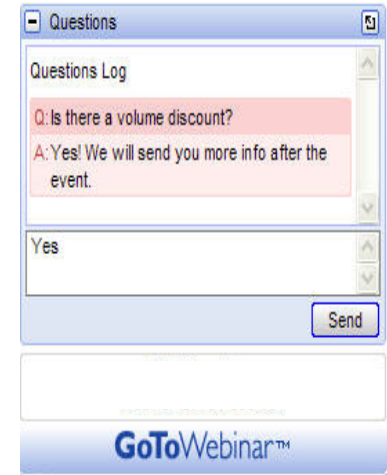 Questions
Questions Log
Q: Is there a volume discount?
A: Yes! We will send you more info after the
event.
Yes
Send
GoToWebinar™